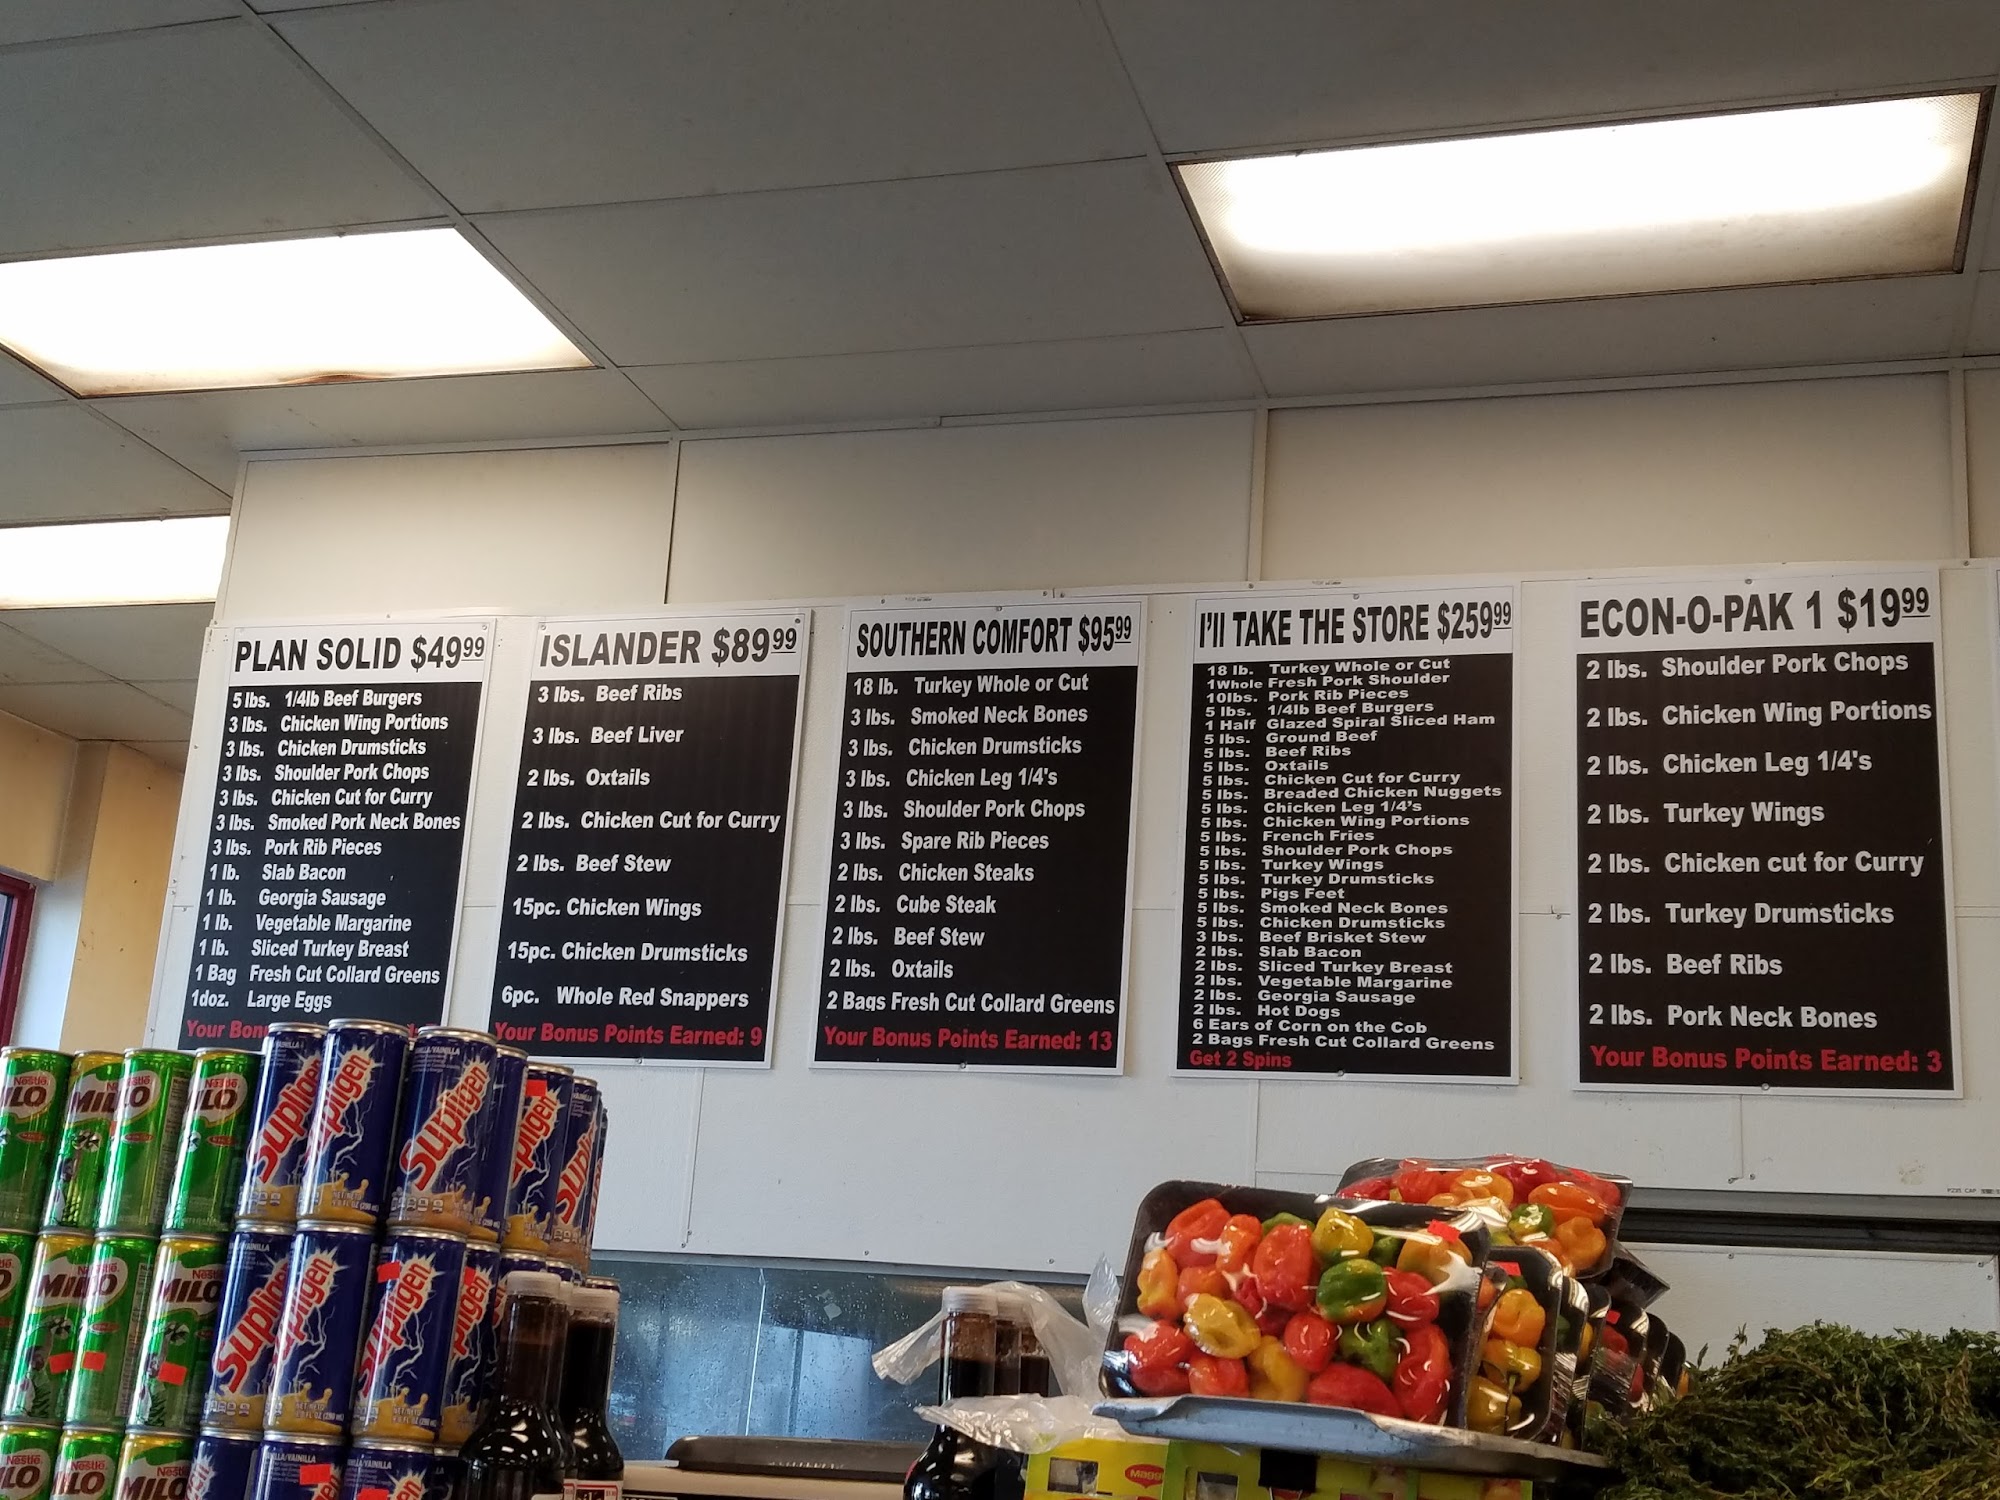 PLAN SOLID $49.99
5 lbs. 1/4lb Beef Burgers
3 lbs. Chicken Wing Portions
3 lbs. Chicken Drumsticks
3 lbs. Shoulder Pork Chops
3 lbs. Chicken Cut for Curry
3 lbs. Smoked Pork Neck Bones
3 lbs. Pork Rib Pieces
1 lb. Slab Bacon
1 lb. Georgia Sausage
1 lb. Vegetable Margarine
1 lb. Sliced Turkey Breast
1 Bag Fresh Cut Collard Greens
1doz. Large Eggs
Your Bon
ISLANDER $89.99
3 lbs. Beef Ribs
3 lbs. Beef Liver
2 lbs. Oxtails
2 lbs. Chicken Cut for Curry
2 lbs. Beef Stew
15pc. Chicken Wings
15pc. Chicken Drumsticks
6pc. Whole Red Snappers
Your Bonus Points Earned: 9
SOUTHERN COMFORT $95.99
18 lb. Turkey Whole or Cut
3 lbs. Smoked Neck Bones
3 lbs. Chicken Drumsticks
3 lbs. Chicken Leg 1/4's
3 lbs. Shoulder Pork Chops
3 lbs. Spare Rib Pieces
2 lbs. Chicken Steaks
2 lbs. Cube Steak
2 lbs. Beef Stew
2 lbs. Oxtails
2 Bags Fresh Cut Collard Greens
Your Bonus Points Earned: 13
I'll TAKE THE STORE $259.99
18 lb. Turkey Whole or Cut
1Whole Fresh Pork Shoulder
10lbs. Pork Rib Pieces
5 lbs. 1/4lb Beef Burgers
1 Half Glazed Spiral Sliced Ham
5 lbs. Ground Beef
5 lbs. Beef Ribs
5 lbs. Oxtails
5 lbs. Chicken Cut for Curry
5 lbs. Breaded Chicken Nuggets
5 lbs. Chicken Leg 1/4's
5 lbs. Chicken Wing Portions
5 lbs. French Fries
5 lbs. Shoulder Pork Chops
5 lbs. Turkey Wings
5 lbs. Turkey Drumsticks
5 lbs. Pigs Feet
5 lbs. Smoked Neck Bones
5 lbs. Chicken Drumsticks
3 lbs. Beef Brisket Stew
2 lbs. Slab Bacon
2 lbs. Sliced Turkey Breast
2 lbs. Vegetable Margarine
2 lbs. Georgia Sausage
2 lbs. Hot Dogs
6 Ears of Corn on the Cob
2 Bags Fresh Cut Collard Greens
Get 2 Spins
ECON-O-PAK 1 $19.99
2 lbs. Shoulder Pork Chops
2 lbs. Chicken Wing Portions
2 lbs. Chicken Leg 1/4's
2 lbs. Turkey Wings
2 lbs. Chicken cut for Curry
2 lbs. Turkey Drumsticks
2 lbs. Beef Ribs
2 lbs. Pork Neck Bones
Your Bonus Points Earned: 3
Nestlé MILO
Supligen
MAGGI